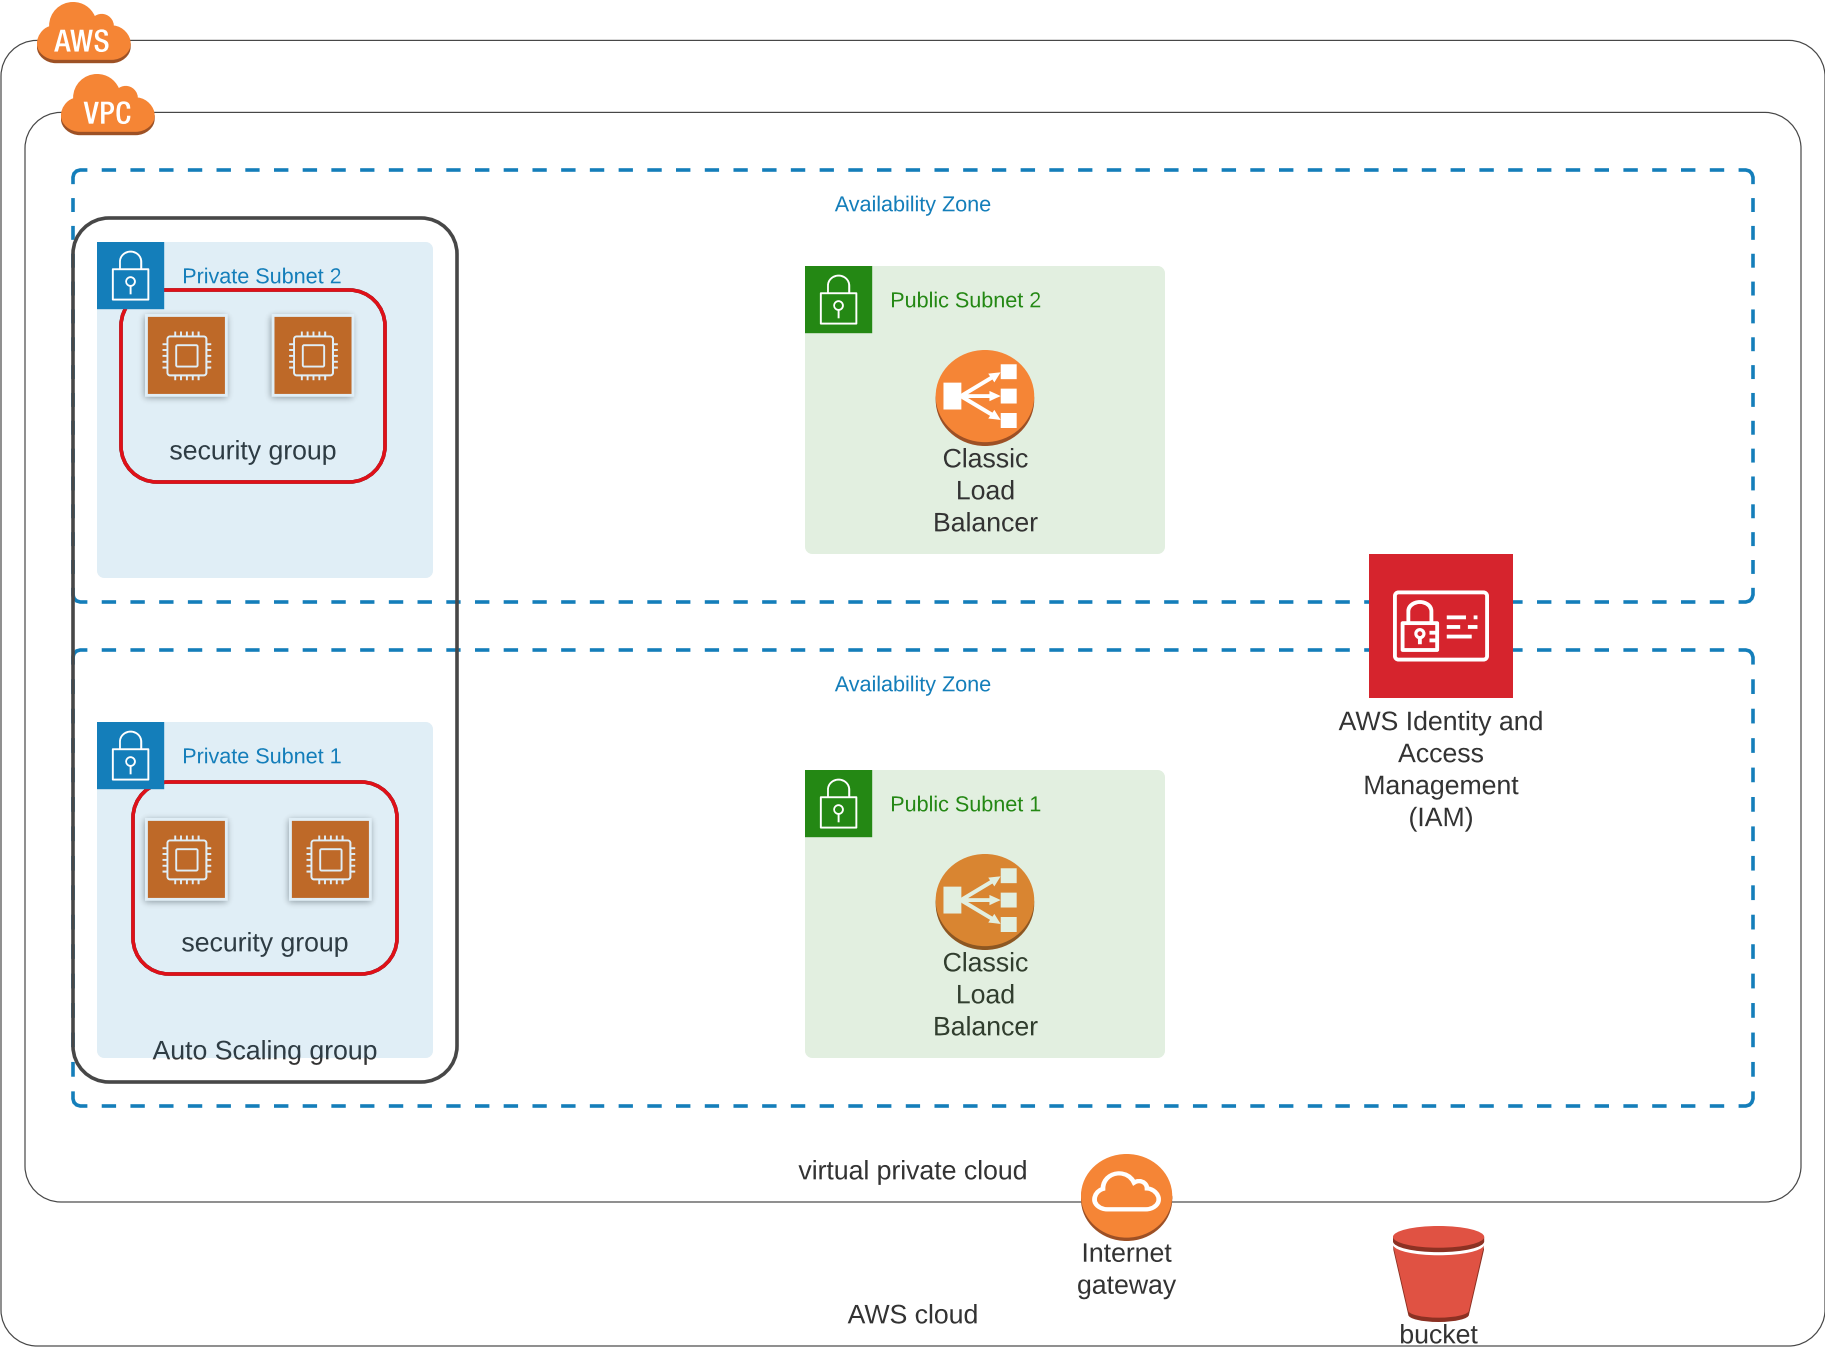 AWS
VPC
Availability Zone
Private Subnet 2
security group
Public Subnet 2
Classic
Load
Balancer
Availability Zone
Private Subnet 1
security group
Auto Scaling group
Public Subnet 1
Classic
Load
Balancer
AWS Identity and
Access
Management
(IAM)
virtual private cloud
Internet
gateway
AWS cloud
bucket